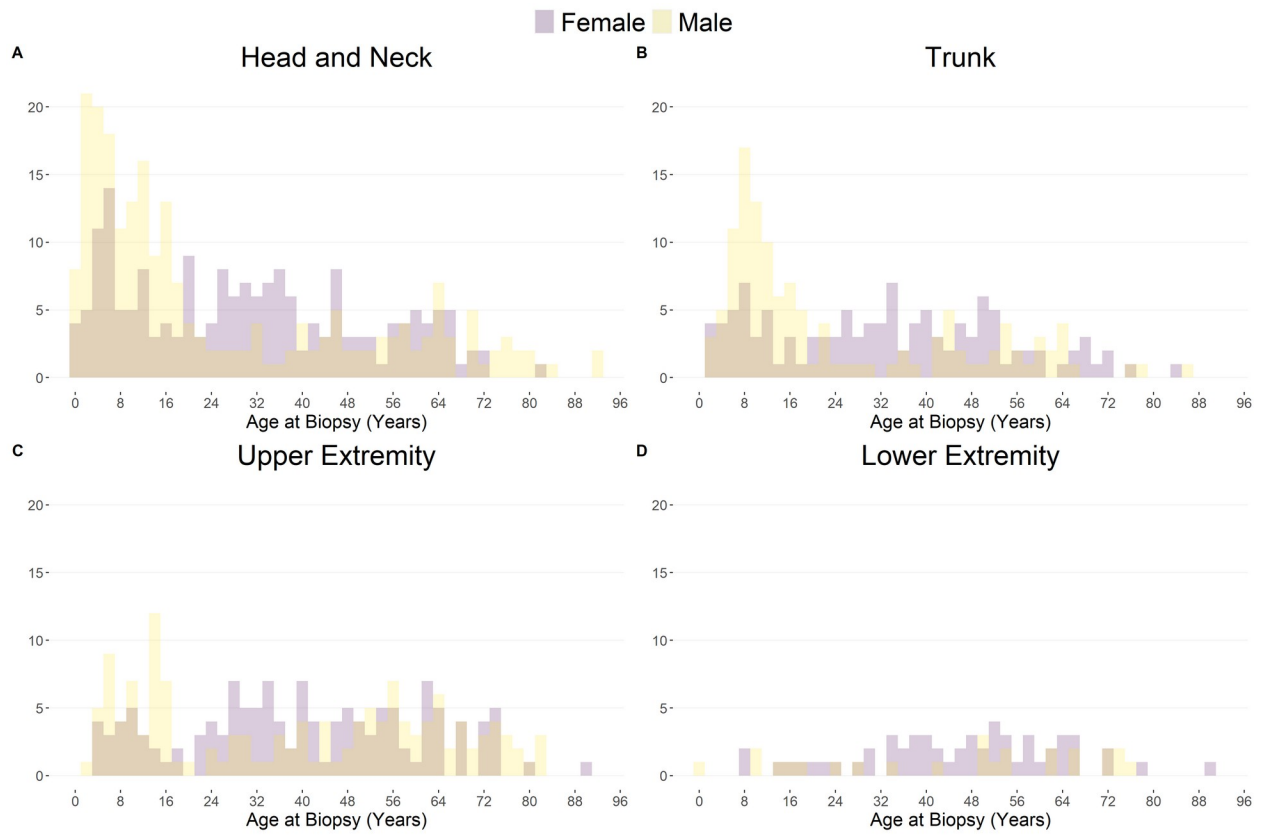 Female Male
A
Head and Neck
20
15
10
5
0
0 8 16 24 32 40 48 56 64 72 80 88 96
Age at Biopsy (Years)
B
Trunk
20
15
10
5
0
0 8 16 24 32 40 48 56 64 72 80 88 96
Age at Biopsy (Years)
C
Upper Extremity
20
15
10
5
0
0 8 16 24 32 40 48 56 64 72 80 88 96
Age at Biopsy (Years)
D
Lower Extremity
20
15
10
5
0
0 8 16 24 32 40 48 56 64 72 80 88 96
Age at Biopsy (Years)